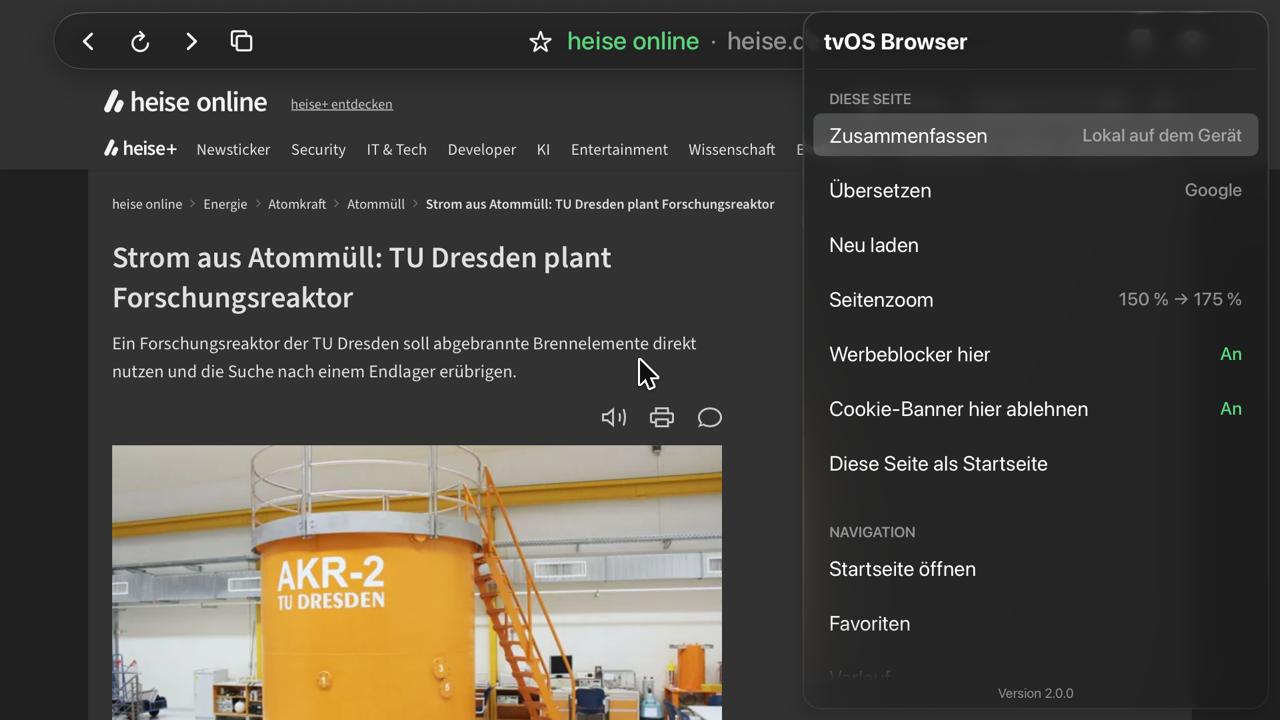 heise online · heise.d
tvOS Browser
heise online heise+ entdecken
heise+ Newsticker Security IT & Tech Developer KI Entertainment Wissenschaft
heise online Energie Atomkraft Atommüll Strom aus Atommüll: TU Dresden plant Forschungsreaktor
Strom aus Atommüll: TU Dresden plant
Forschungsreaktor
Ein Forschungsreaktor der TU Dresden soll abgebrannte Brennelemente direkt
nutzen und die Suche nach einem Endlager erübrigen.
AKR-2
TU DRESDEN
1
3
5
DIESE SEITE
Zusammenfassen Lokal auf dem Gerät
Übersetzen Google
Neu laden
Seitenzoom 150 % → 175 %
Werbeblocker hier An
Cookie-Banner hier ablehnen An
Diese Seite als Startseite
NAVIGATION
Startseite öffnen
Favoriten
Verlauf
Version 2.0.0